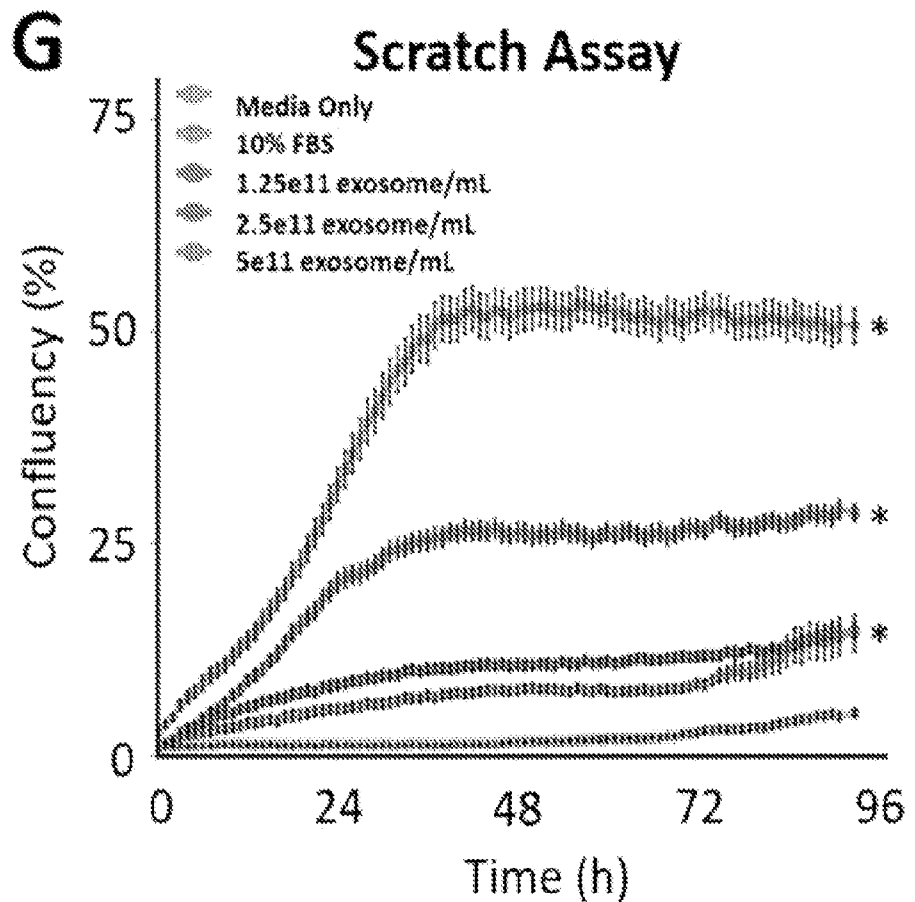 G
Scratch Assay
75
Media Only
10% FBS
1.25e11 exosome/mL
2.5e11 exosome/mL
5e11 exosome/mL
Confluency (%)
50
*
25
*
*
0
0 24 48 72 96
Time (h)